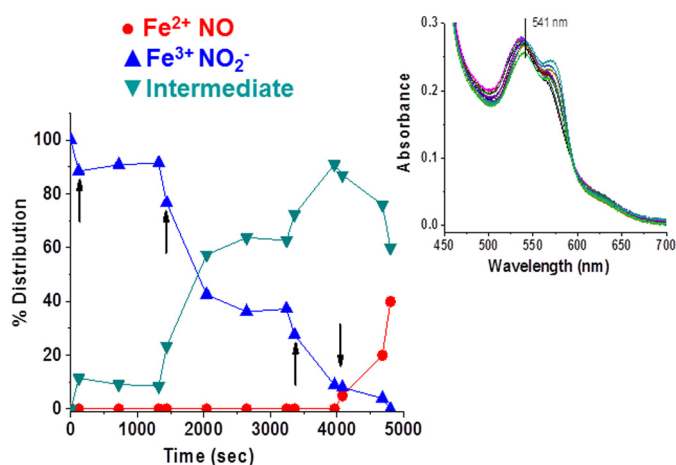 Fe²⁺ NO
Fe³⁺ NO₂⁻
Intermediate
100
80
60
40
20
0
% Distribution
0 1000 2000 3000 4000 5000
Time (sec)
541 nm
0.3
0.2
0.1
0.0
Absorbance
450 500 550 600 650 700
Wavelength (nm)